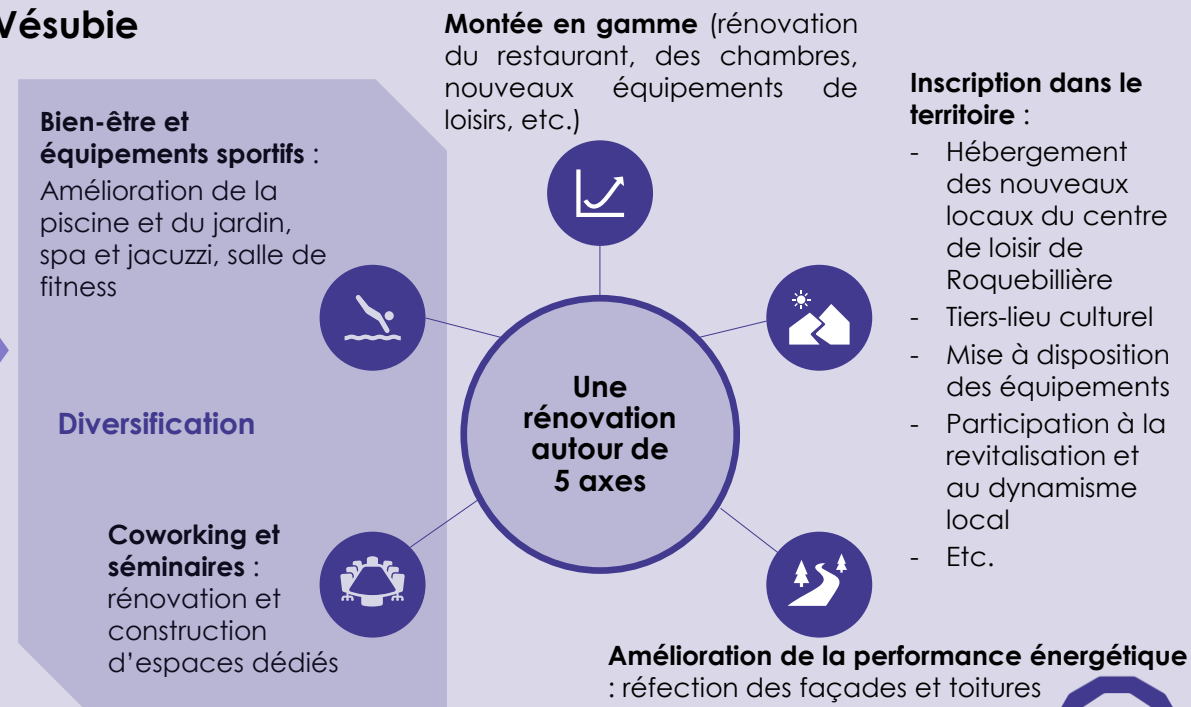 Vésubie
Montée en gamme (rénovation
du restaurant, des chambres,
nouveaux équipements de
loisirs, etc.)
Bien-être et
équipements sportifs :
Amélioration de la
piscine et du jardin,
spa et jacuzzi, salle de
fitness
Diversification
Coworking et
séminaires :
rénovation et
construction
d’espaces dédiés
Une
rénovation
autour de
5 axes
Inscription dans le
territoire :
- Hébergement
des nouveaux
locaux du centre
de loisir de
Roquebillière
- Tiers-lieu culturel
- Mise à disposition
des équipements
- Participation à la
revitalisation et
au dynamisme
local
- Etc.
Amélioration de la performance énergétique
: réfection des façades et toitures